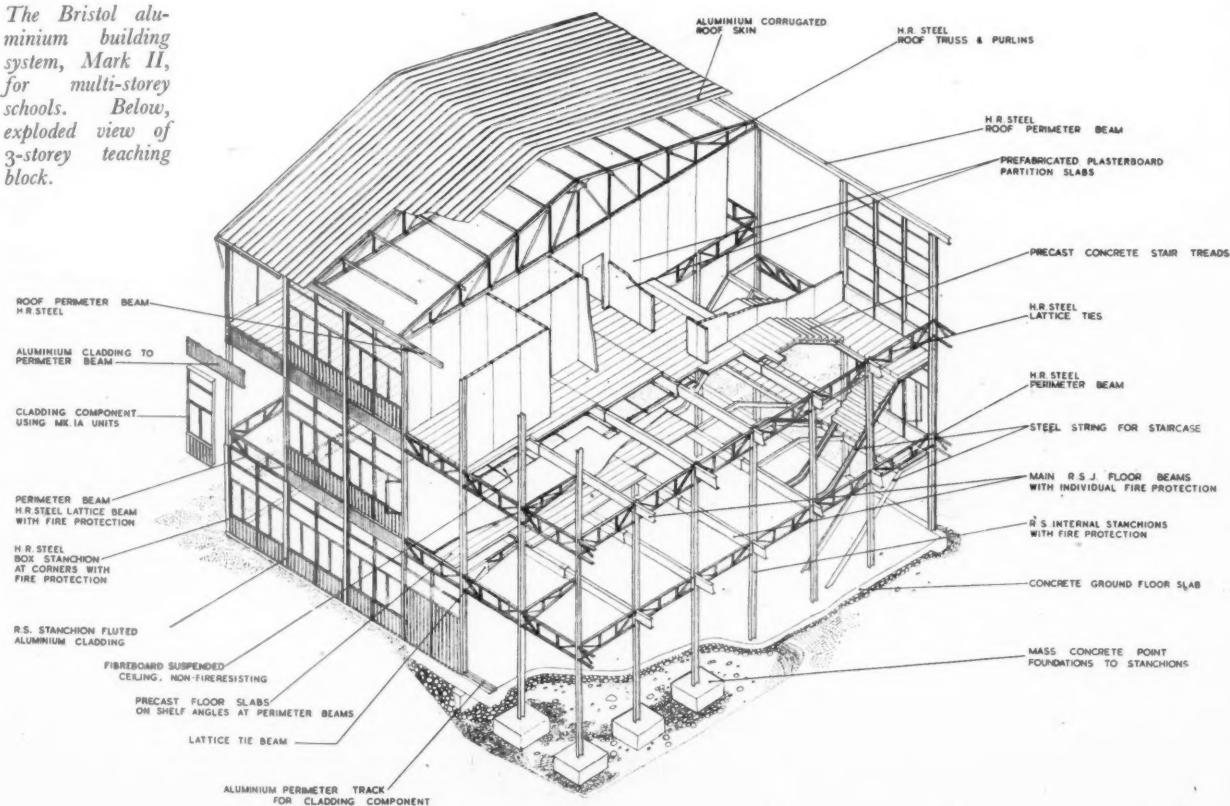 The Bristol alu-
minium building
system, Mark II,
for multi-storey
schools. Below,
exploded view of
3-storey teaching
block.
ALUMINIUM CORRUGATED
ROOF SKIN
H.R. STEEL
ROOF TRUSS & PURLINS
H.R. STEEL
ROOF PERIMETER BEAM
PREFABRICATED PLASTERBOARD
PARTITION SLABS
PRECAST CONCRETE STAIR TREADS
H.R. STEEL
LATTICE TIES
H.R. STEEL
PERIMETER BEAM
STEEL STRING FOR STAIRCASE
MAIN R.S.J. FLOOR BEAMS
WITH INDIVIDUAL FIRE PROTECTION
R.S. INTERNAL STANCHIONS
WITH FIRE PROTECTION
CONCRETE GROUND FLOOR SLAB
MASS CONCRETE POINT
FOUNDATIONS TO STANCHIONS
ROOF PERIMETER BEAM
H.R. STEEL
ALUMINIUM CLADDING TO
PERIMETER BEAM
CLADDING COMPONENT
USING MK.1A UNITS
PERIMETER BEAM
H.R. STEEL LATTICE BEAM
WITH FIRE PROTECTION
H.R. STEEL
BOX STANCHION
AT CORNERS WITH
FIRE PROTECTION
R.S. STANCHION FLUTED
ALUMINIUM CLADDING
FIBREBOARD SUSPENDED
CEILING, NON-FIRERESISTING
PRECAST FLOOR SLABS
ON SHELF ANGLES AT PERIMETER BEAMS
LATTICE TIE BEAM
ALUMINIUM PERIMETER TRACK
FOR CLADDING COMPONENT